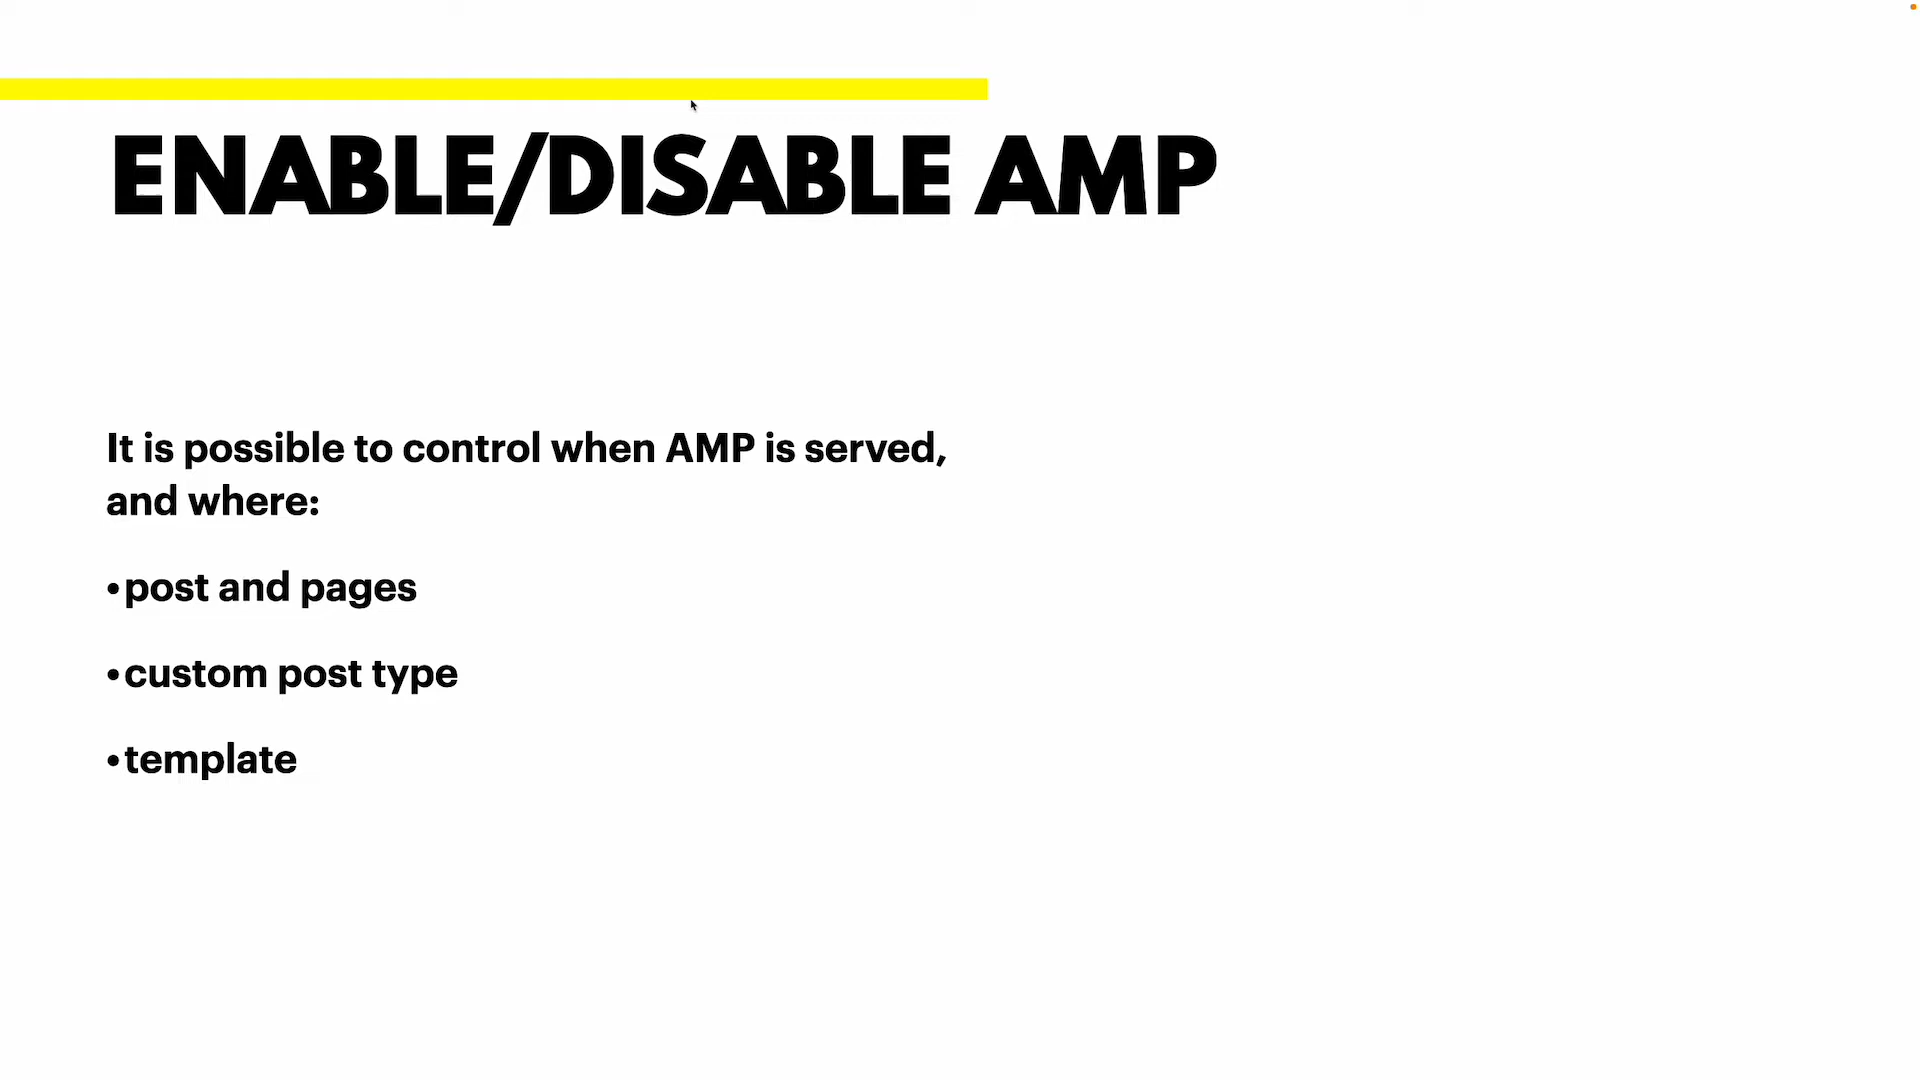 ENABLE/DISABLE AMP
It is possible to control when AMP is served,
and where:
•post and pages
•custom post type
•template